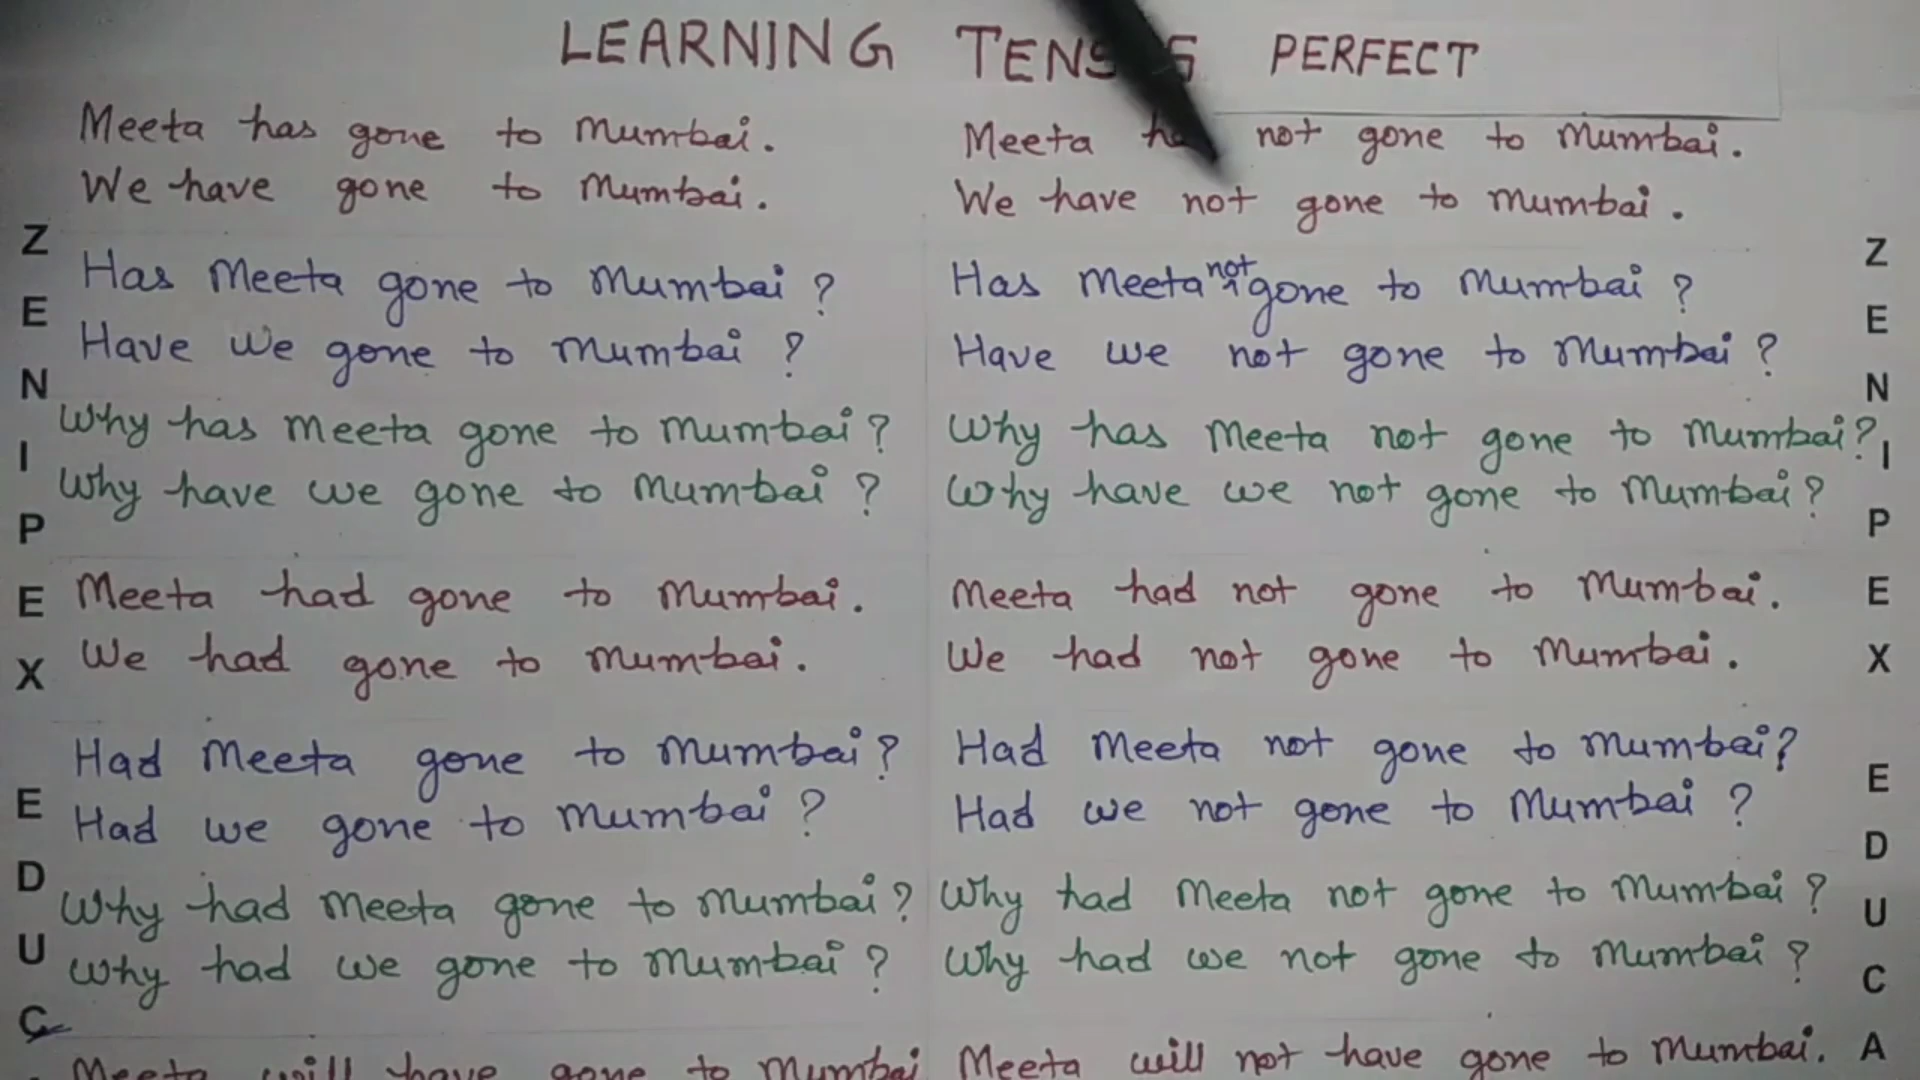 LEARNING TENSES PERFECT
Meeta has gone to Mumbai.
We have gone to Mumbai.
Has Meeta gone to Mumbai?
Have we gone to Mumbai?
Why has Meeta gone to Mumbai?
Why have we gone to Mumbai?
Meeta had gone to Mumbai.
We had gone to Mumbai.
Had Meeta gone to Mumbai?
Had we gone to Mumbai?
Why had Meeta gone to Mumbai?
Why had we gone to Mumbai?
Meeta will have gone to Mumbai
Meeta not gone to Mumbai.
We have not gone to Mumbai.
Has Meeta not gone to Mumbai?
Have we not gone to Mumbai?
Why has Meeta not gone to Mumbai?
Why have we not gone to Mumbai?
Meeta had not gone to Mumbai.
We had not gone to Mumbai.
Had Meeta not gone to Mumbai?
Had we not gone to Mumbai?
Why had Meeta not gone to Mumbai?
Why had we not gone to Mumbai?
Meeta will not have gone to Mumbai.
ZENIPEX EDUC
ZENIPEX EDUCA